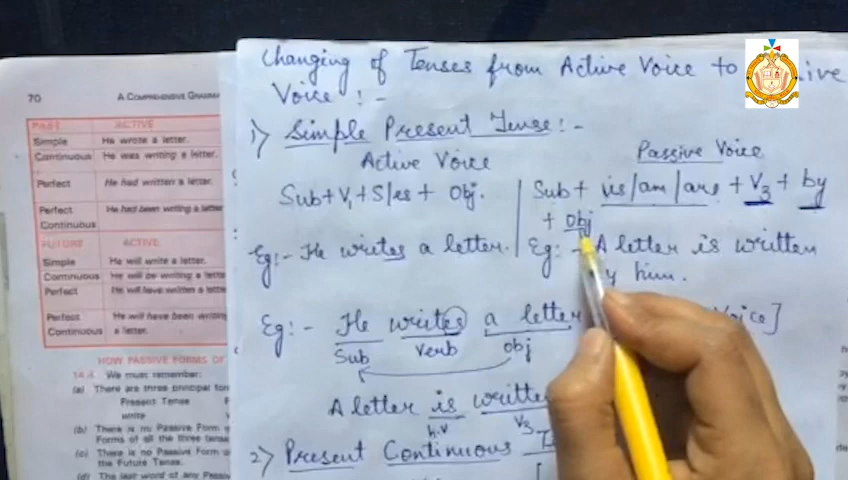 70 A COMPREHENSIVE GRAMMA
PAST ACTIVE
Simple He wrote a letter.
Continuous He was writing a letter.
Perfect He had written a letter.
Perfect He had been writing a letter.
Continuous
FUTURE ACTIVE
Simple He will write a letter.
Continuous He will be writing a letter.
Perfect He will have written a lette
Perfect He will have been writing
Continuous a letter.
HOW PASSIVE FORMS OF
14.4 We must remember:
(a) There are three principal
Present Tense
write
(b) There is no Passive Form
Forms of all the three tense
(c) There is no Passive Form
the Future Tense.
(d) The last word of any Passiv
Changing of Tenses from Active Voice to
Voice :-
1) Simple Present Tense :-
Active Voice
Passive Voice
Sub + V1 + S/es + Obj.
Sub + is/am/are + V3 + by
+ Obj
Eg:- He writes a letter.
Eg:- A letter is written
him.
Eg:- He writes a letter Voice]
Sub verb obj
A letter is written
h.v V3
2) Present Continuous